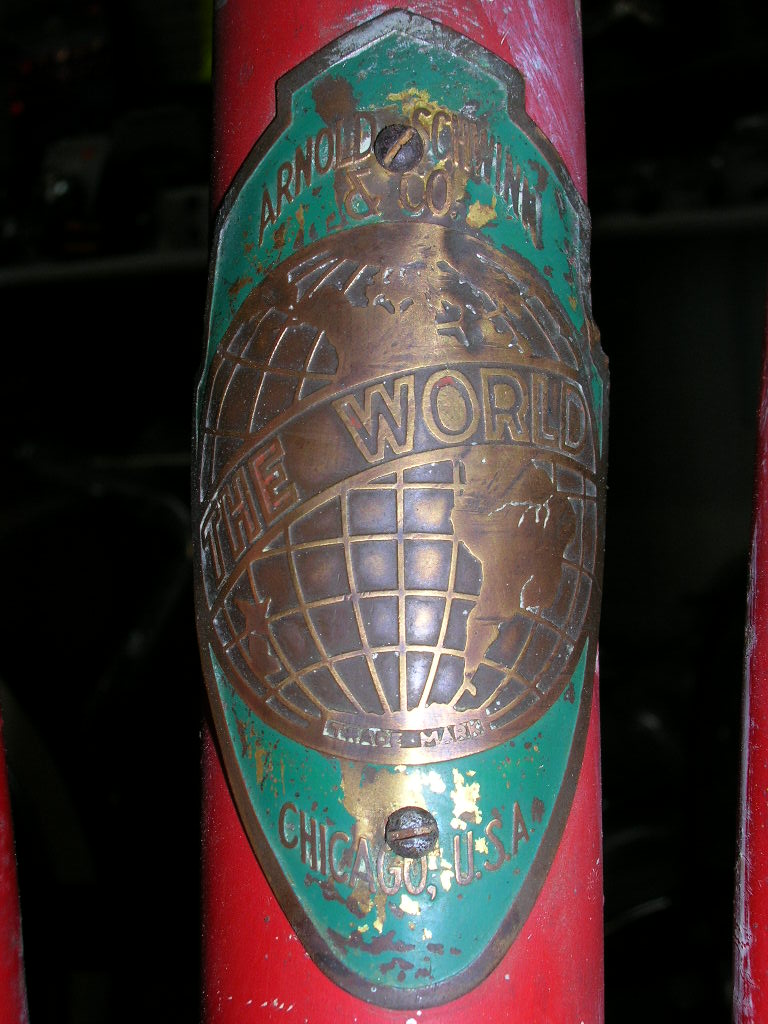 ARNOLD SCHWINN
& CO.
THE WORLD
TRADE MARK
CHICAGO, U.S.A.